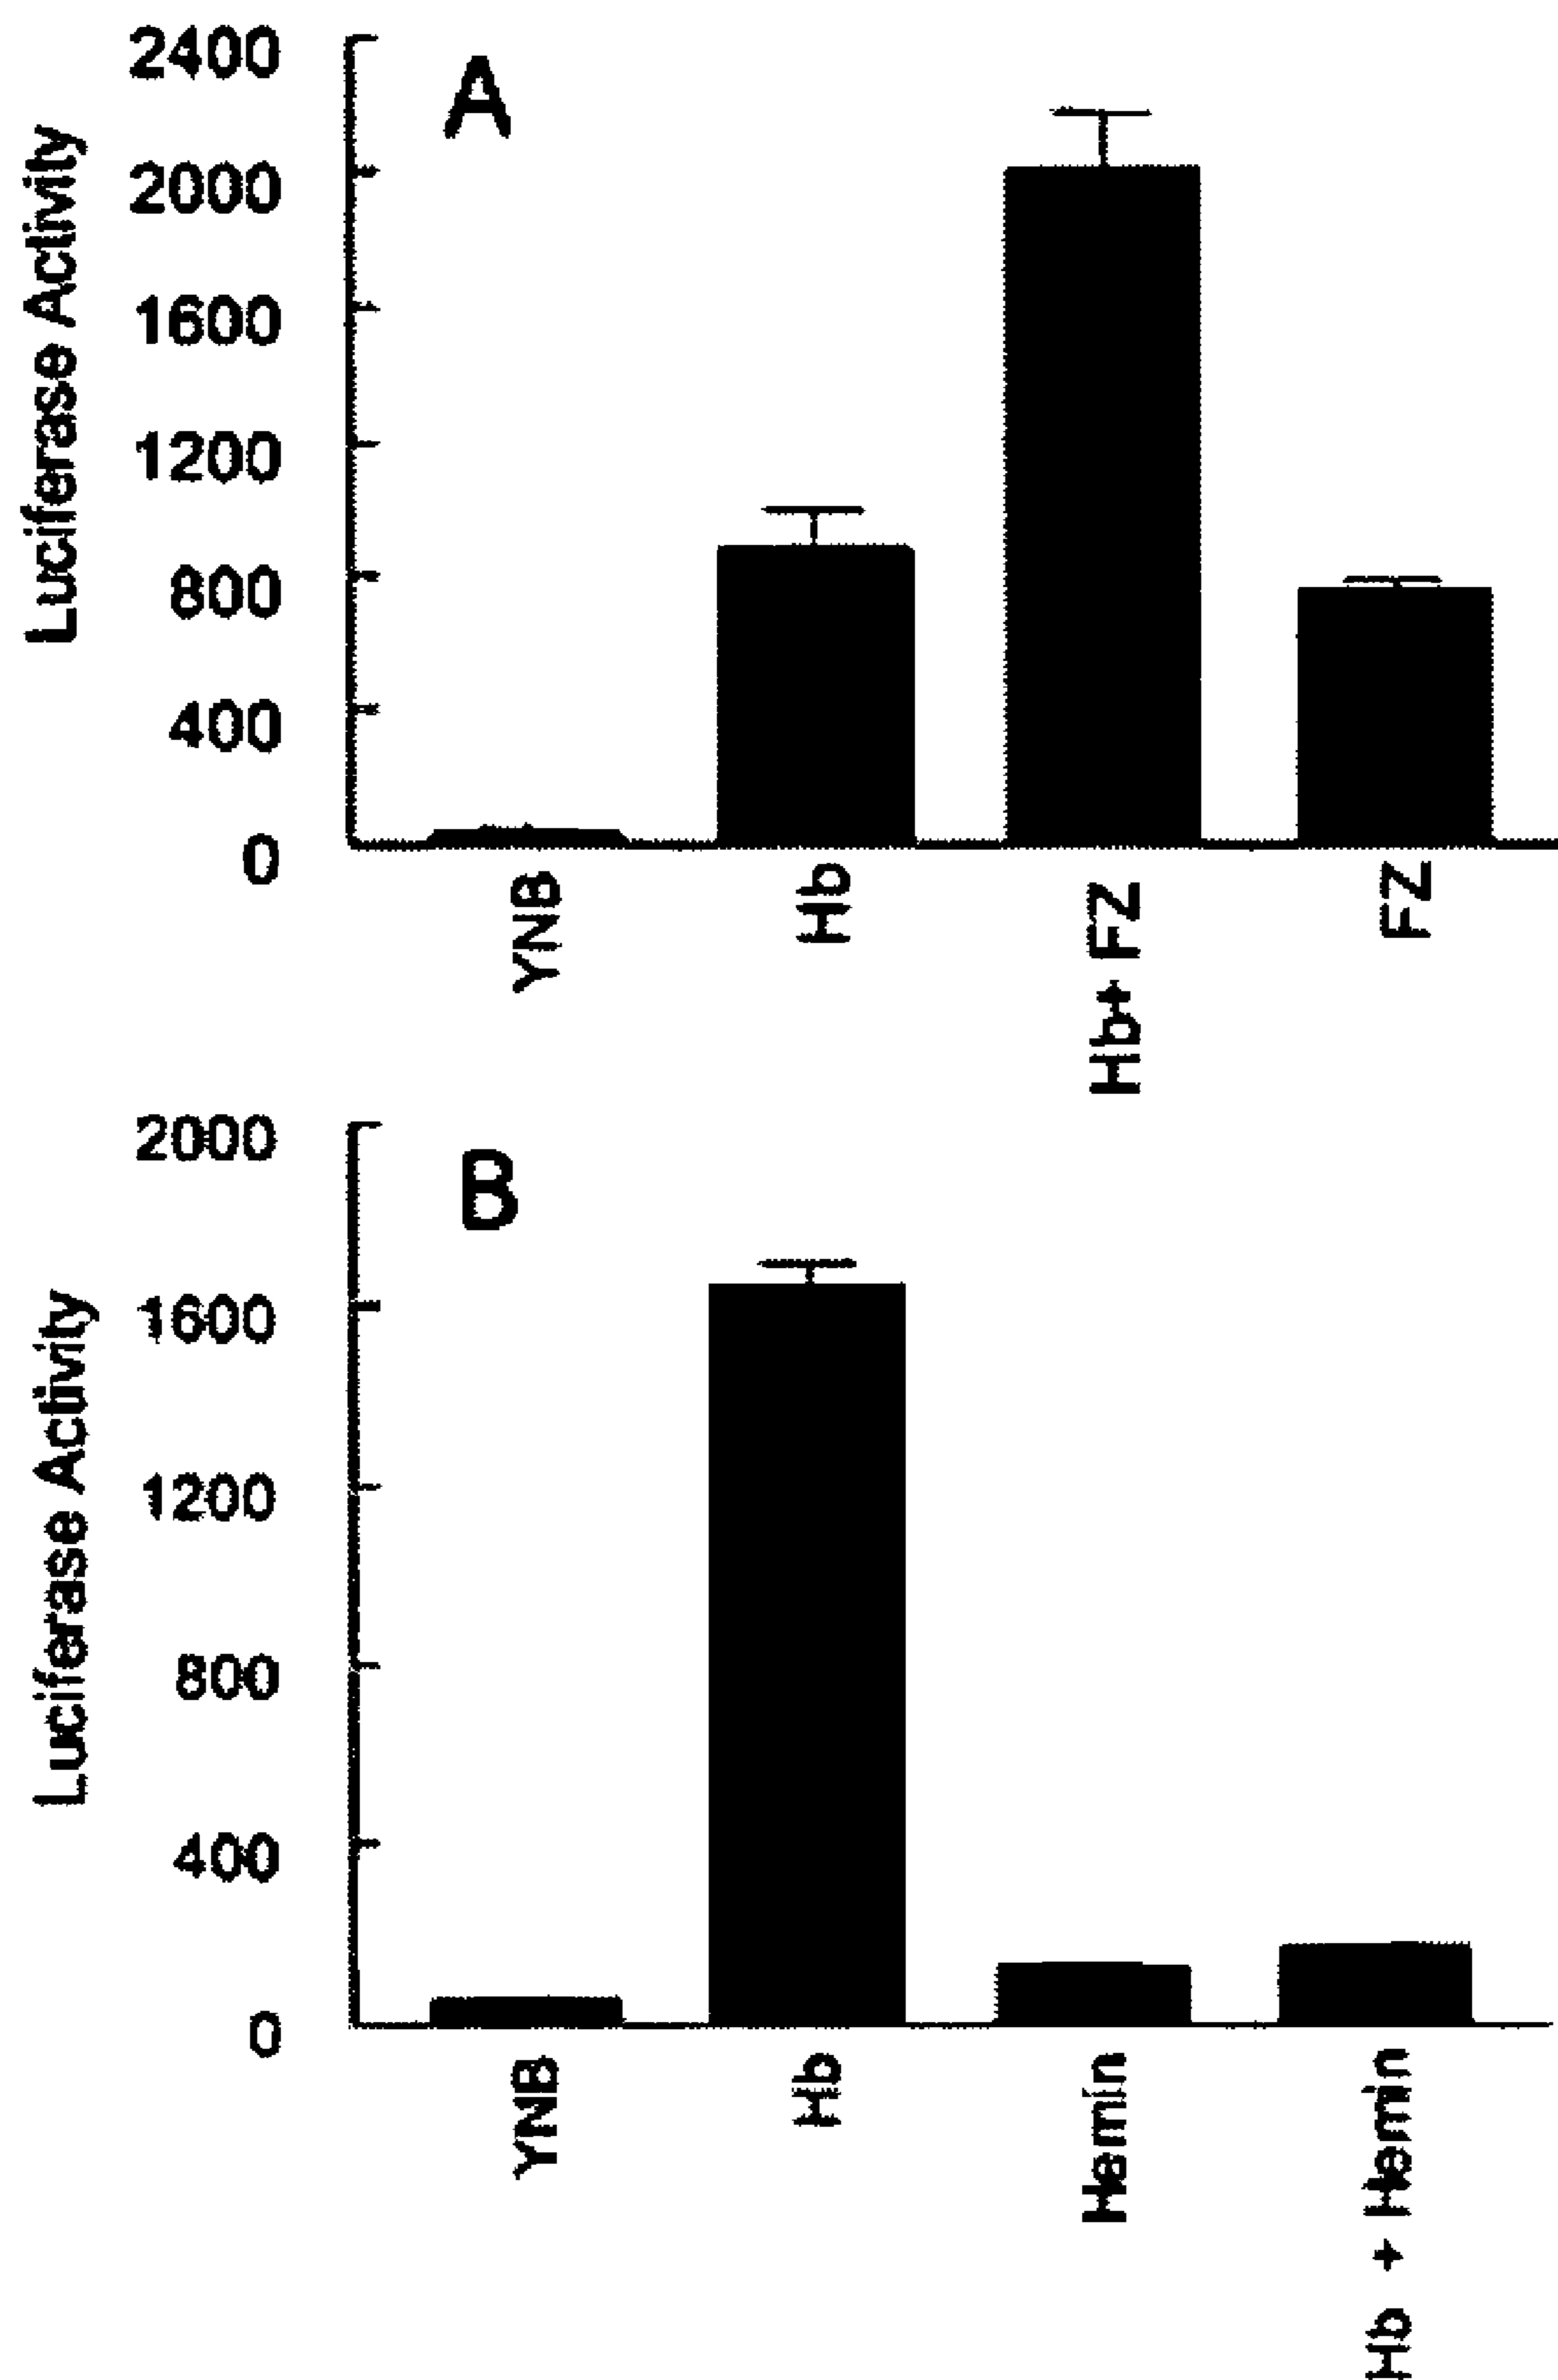 A
Luciferase Activity
2400
2000
1600
1200
800
400
0
YNB
Hb
Hb+ FZ
FZ
B
Luciferase Activity
2000
1600
1200
800
400
0
YNB
Hb
Hemin
Hb + Hemin